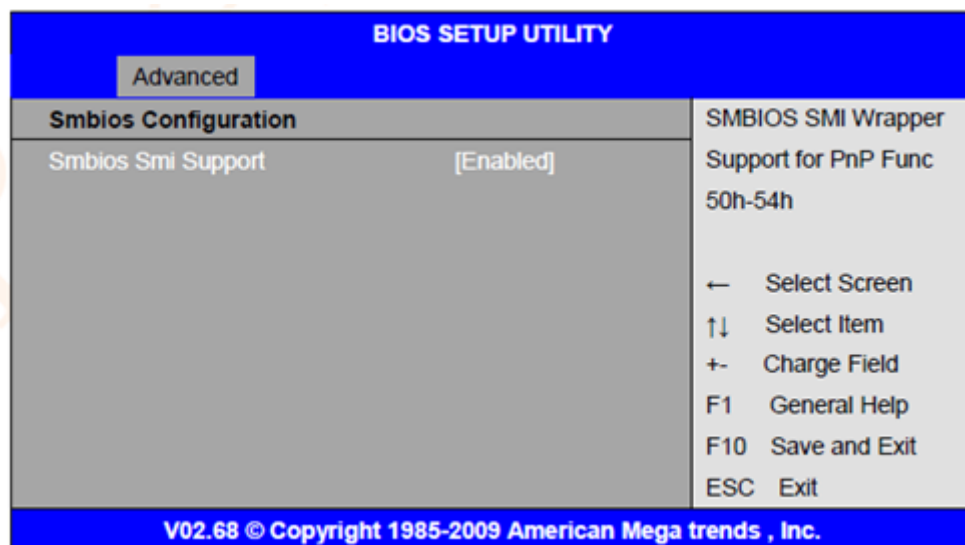 BIOS SETUP UTILITY
Advanced
Smbios Configuration
Smbios Smi Support [Enabled]
SMBIOS SMI Wrapper
Support for PnP Func
50h-54h
← Select Screen
↑↓ Select Item
+- Charge Field
F1 General Help
F10 Save and Exit
ESC Exit
V02.68 © Copyright 1985-2009 American Mega trends , Inc.